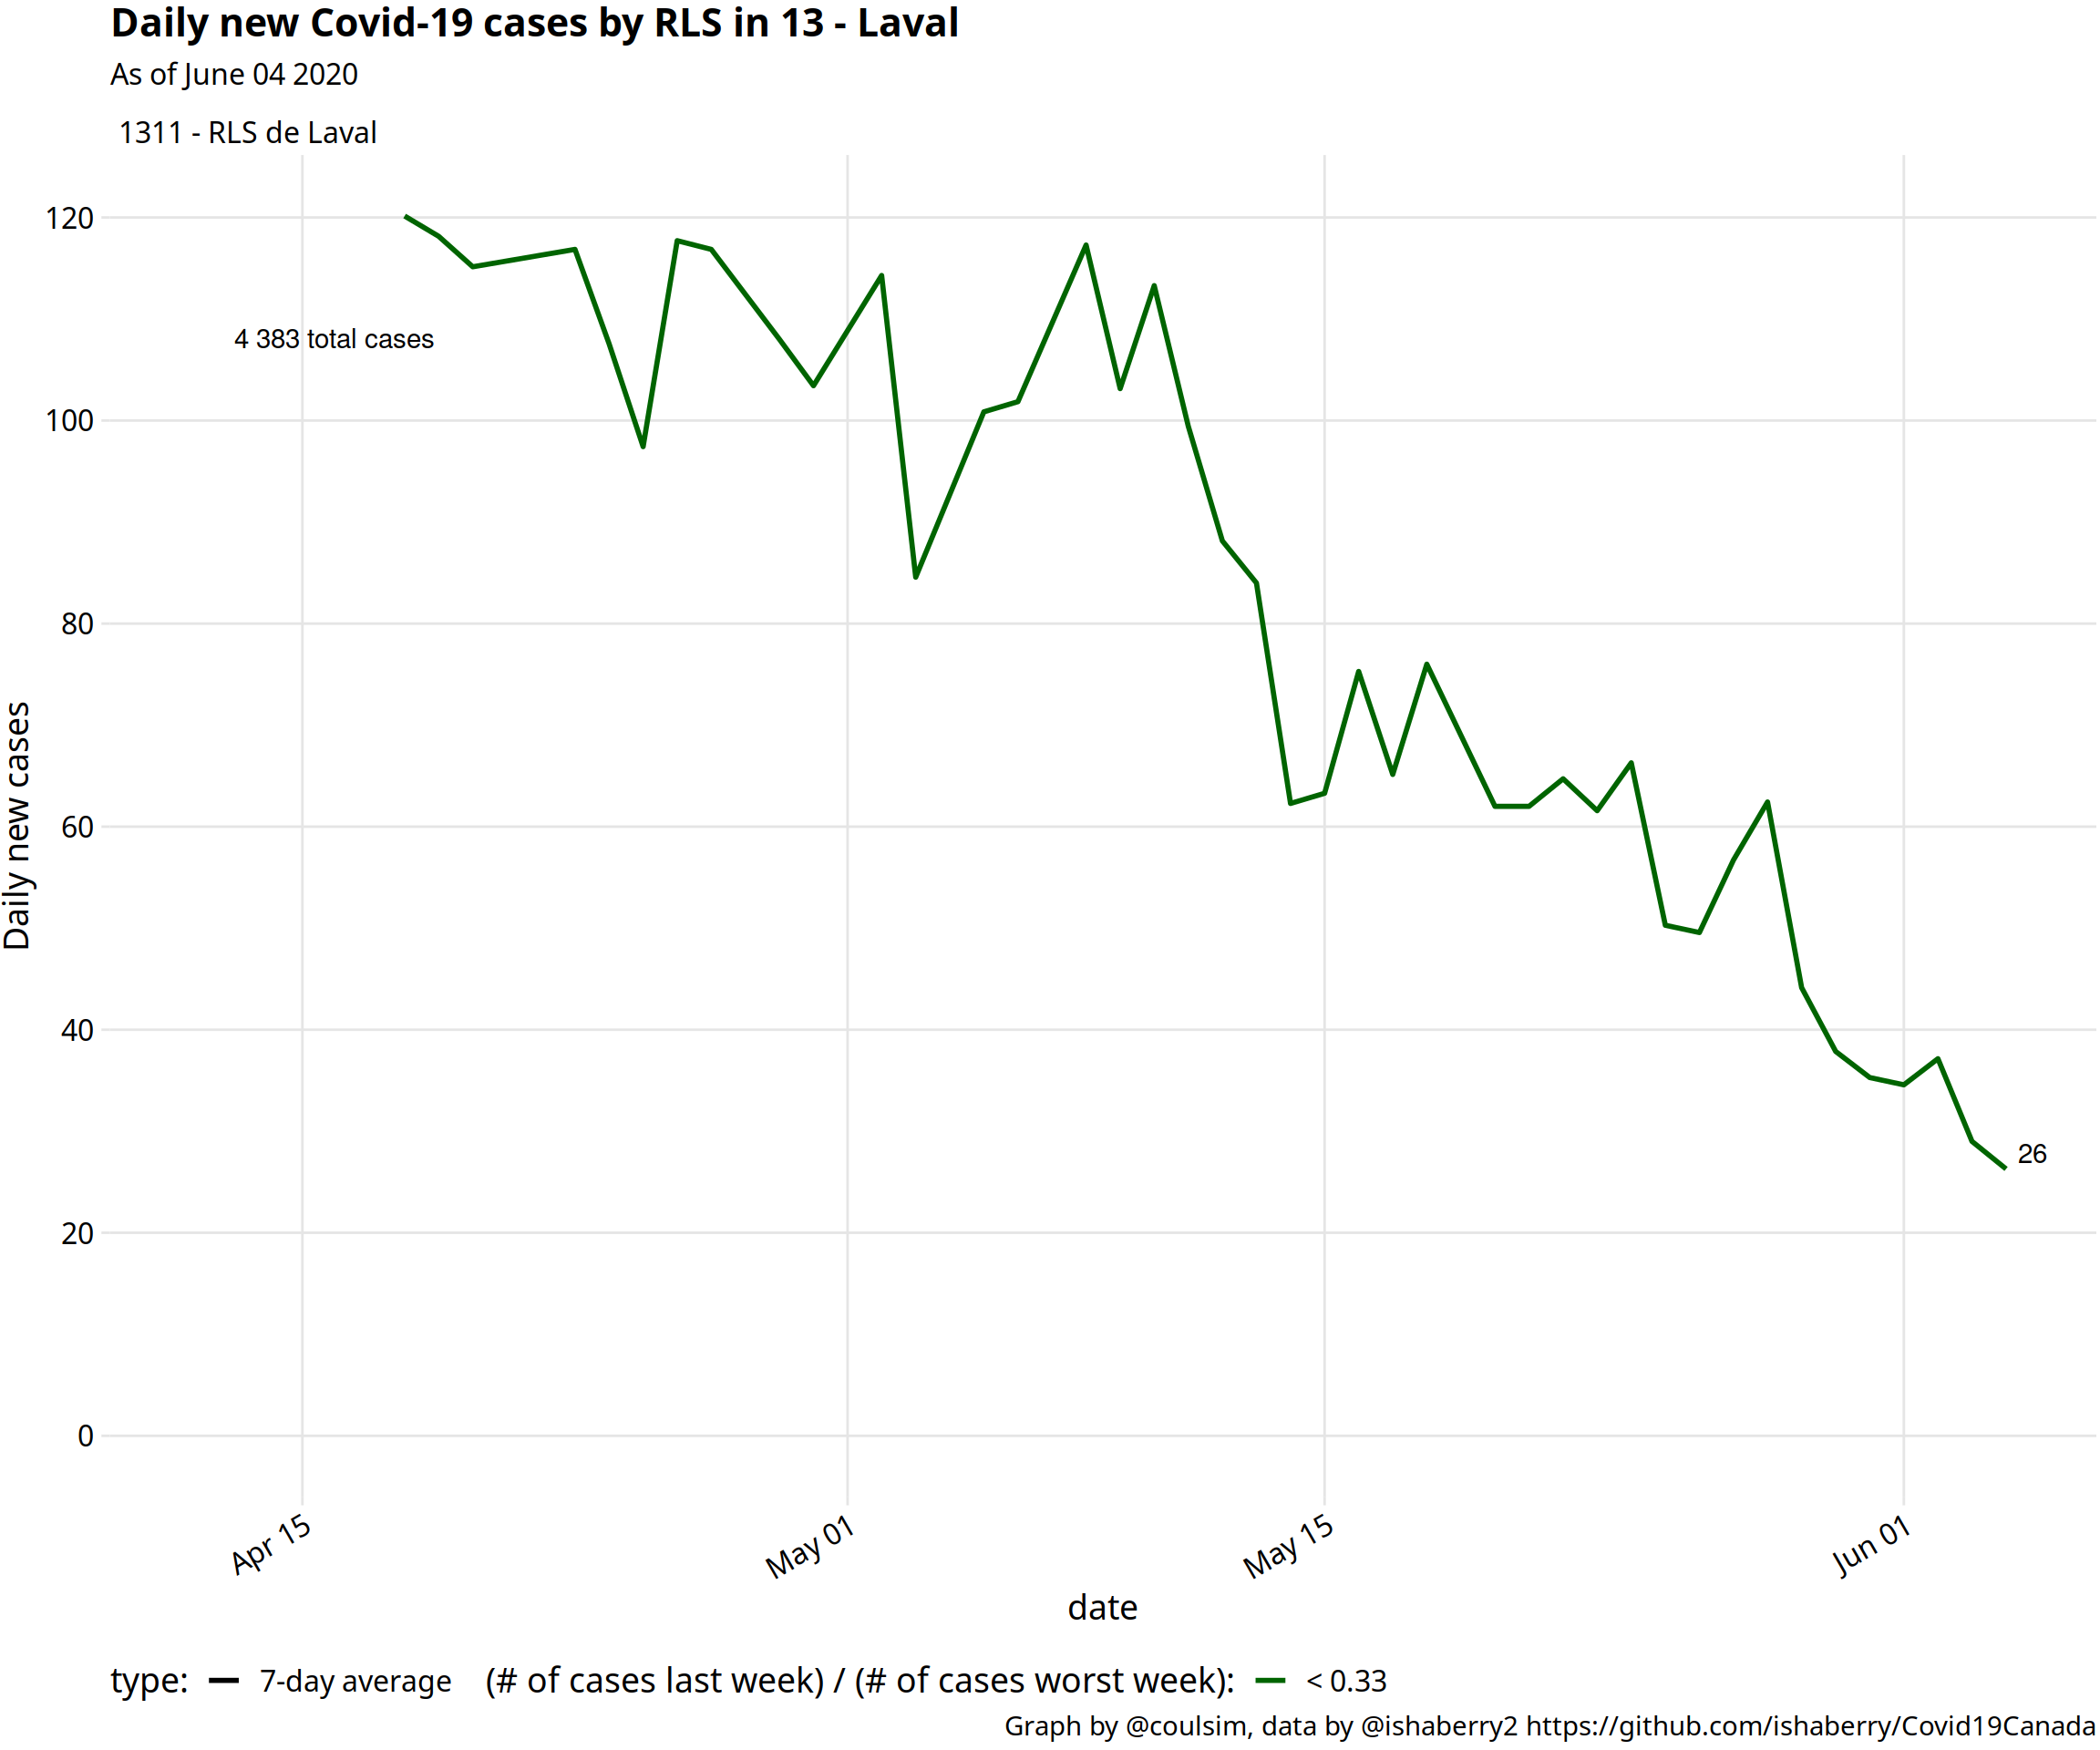 Daily new Covid-19 cases by RLS in 13 - Laval
As of June 04 2020
1311 - RLS de Laval
120
4 383 total cases
100
80
Daily new cases
60
40
26
20
0
Apr 15
May 01
May 15
Jun 01
date
type: 7-day average (# of cases last week) / (# of cases worst week): < 0.33
Graph by @coulsim, data by @ishaberry2 https://github.com/ishaberry/Covid19Canada